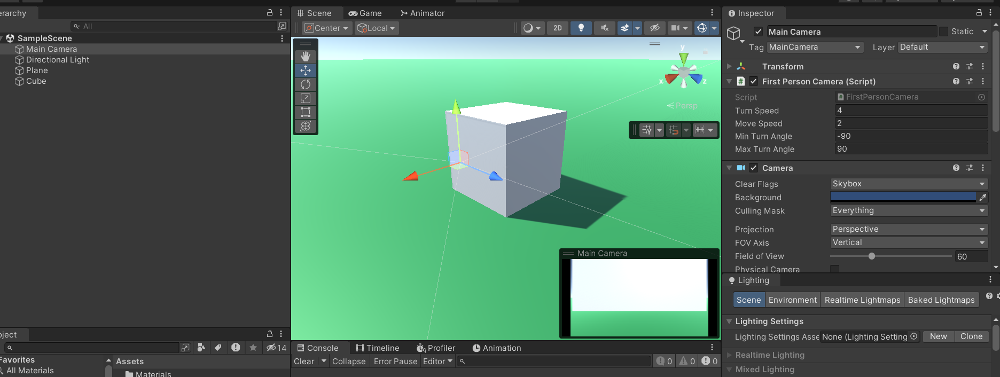 erarchy
All
SampleScene
Main Camera
Directional Light
Plane
Cube
Scene
Game
Animator
Center
Local
2D
y
x
z
Persp
Y
Main Camera
oject
14
Favorites
All Materials
Assets
Materials
Console
Timeline
Profiler
Animation
Clear
Collapse
Error Pause
Editor
0
0
0
Inspector
Main Camera
Static
Tag
MainCamera
Layer
Default
Transform
# First Person Camera (Script)
Script
FirstPersonCamera
Turn Speed
4
Move Speed
2
Min Turn Angle
-90
Max Turn Angle
90
Camera
Clear Flags
Skybox
Background
Culling Mask
Everything
Projection
Perspective
FOV Axis
Vertical
Field of View
60
Physical Camera
Lighting
Scene
Environment
Realtime Lightmaps
Baked Lightmaps
Lighting Settings
Lighting Settings Asse
None (Lighting Setting
New
Clone
Realtime Lighting
Mixed Lighting